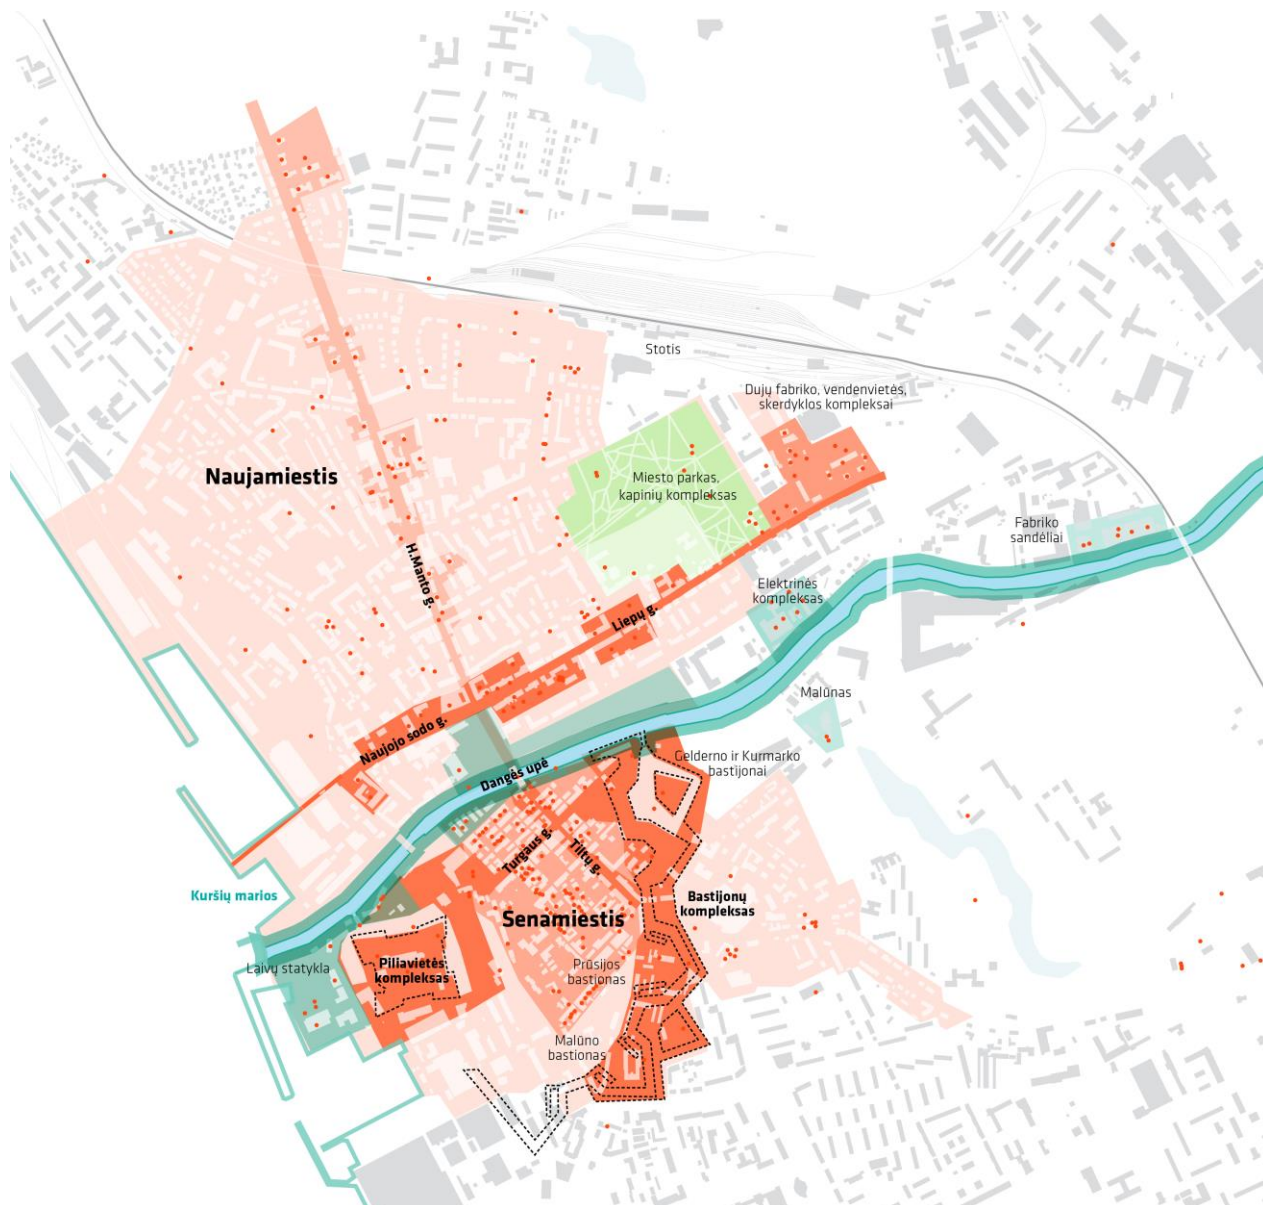 Stotis
Dujų fabriko, vendenvietės,
skerdyklos kompleksai
Naujamiestis
Miesto parkas,
kapinių kompleksas
Fabriko
sandėliai
H.Manto g.
Elektrinės
kompleksas
Liepų g.
Malūnas
Naujojo sodo g.
Gelderno ir Kurmarko
bastijonai
Dangės upė
Turgaus g.
Tiltų g.
Kuršių marios
Bastijonų
kompleksas
Senamiestis
Laivų statykla
Piliavietės
kompleksas
Prūsijos
bastionas
Malūno
bastionas